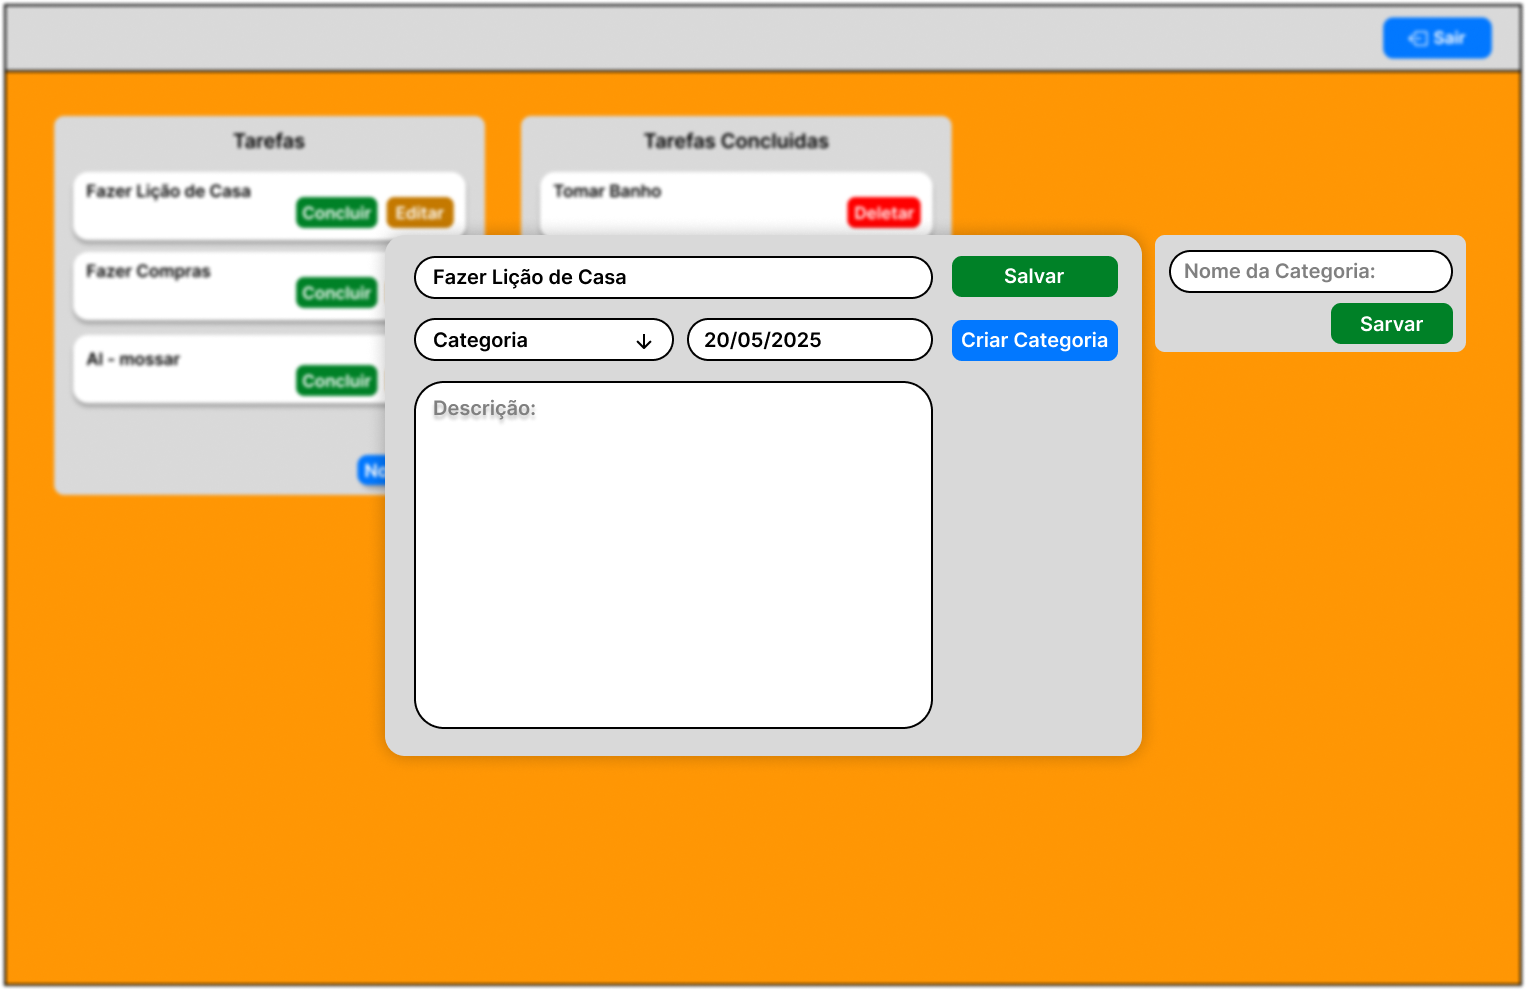 Sair
Tarefas
Fazer Lição de Casa
Concluir
Editar
Fazer Compras
Concluir
Al - mossar
Concluir
Tarefas Concluidas
Tomar Banho
Deletar
Fazer Lição de Casa
Salvar
Categoria
20/05/2025
Criar Categoria
Descrição:
Nome da Categoria:
Sarvar